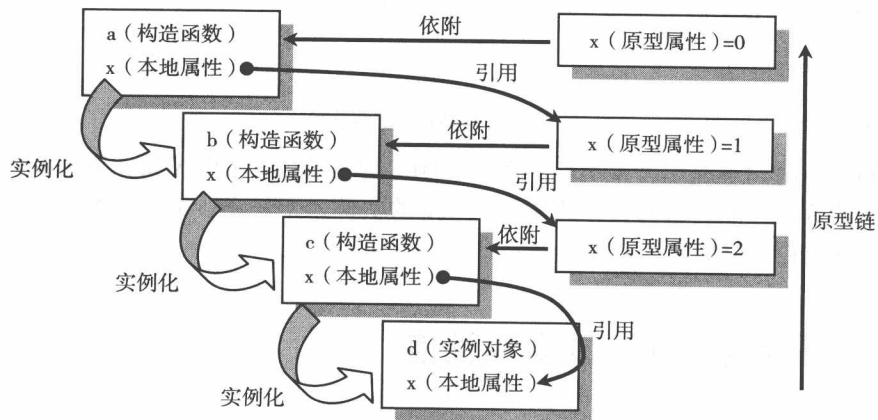 a（构造函数）
x（本地属性）
依附
x（原型属性）=0
引用
实例化
b（构造函数）
x（本地属性）
依附
x（原型属性）=1
引用
实例化
c（构造函数）
x（本地属性）
依附
x（原型属性）=2
原型链
引用
实例化
d（实例对象）
x（本地属性）